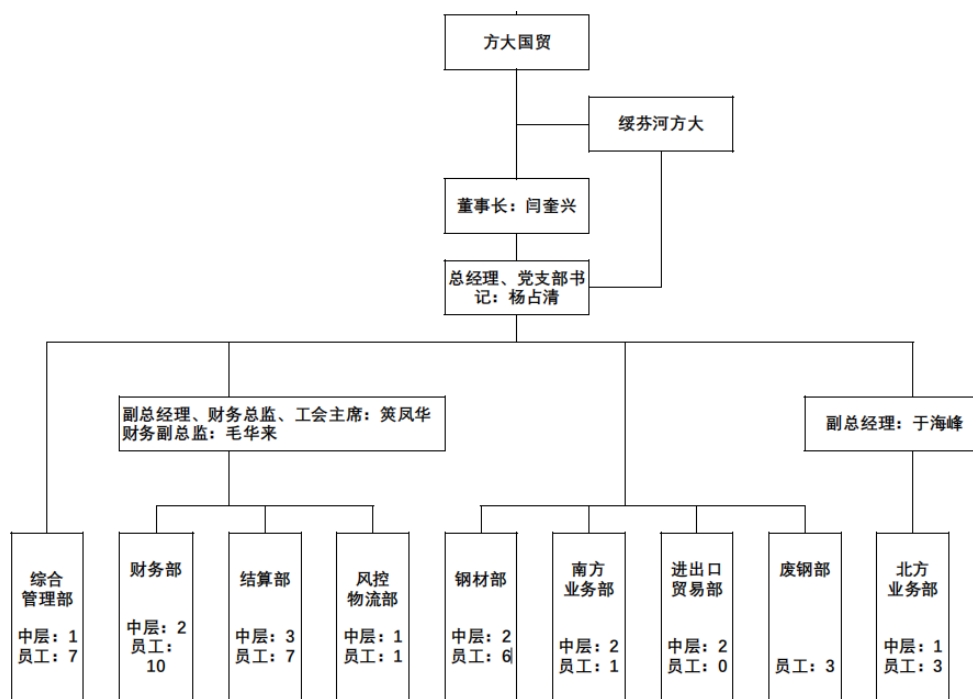 方大国贸
绥芬河方大
董事长：闫奎兴
总经理、党支部书
记：杨占清
副总经理、财务总监、工会主席：筴凤华
财务副总监：毛华来
副总经理：于海峰
综合
管理部
中层：1
员工：7
财务部
中层：2
员工：
10
结算部
中层：3
员工：7
风控
物流部
中层：1
员工：1
钢材部
中层：2
员工：6
南方
业务部
中层：2
员工：1
进出口
贸易部
中层：2
员工：0
废钢部
员工：3
北方
业务部
中层：1
员工：3